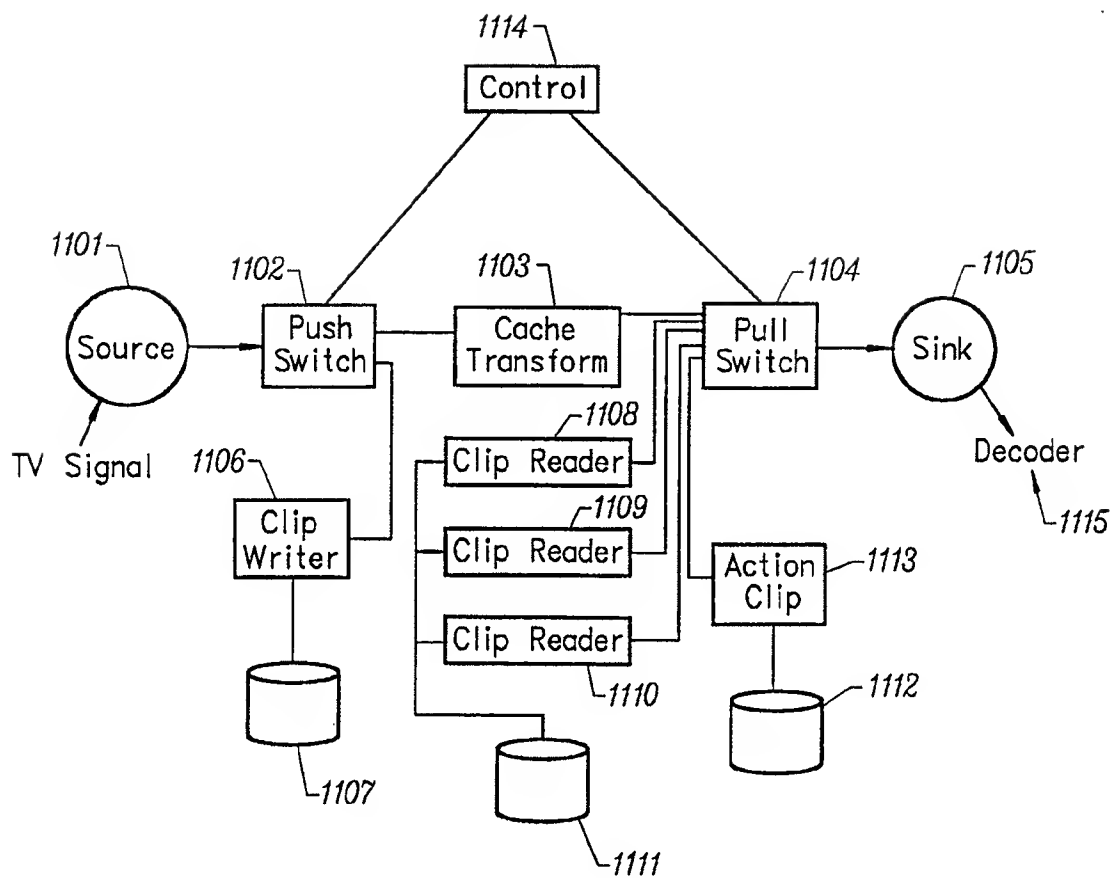 1114
Control
1101
1102
1103
1104
1105
Source
Push
Switch
Cache
Transform
Pull
Switch
Sink
TV Signal
Decoder
1115
1106
Clip
Writer
1107
1108
Clip Reader
1109
Clip Reader
Clip Reader
1110
1111
Action
Clip
1113
1112